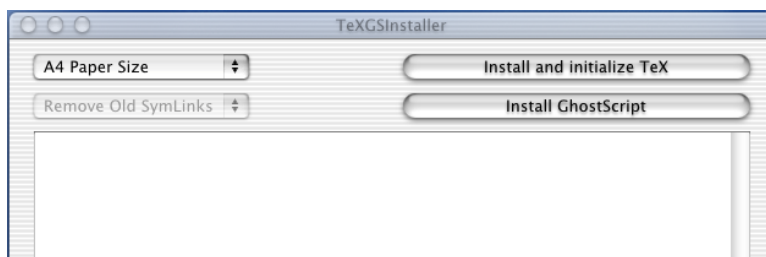 TeXGSInstaller
A4 Paper Size
Install and initialize TeX
Remove Old SymLinks
Install GhostScript